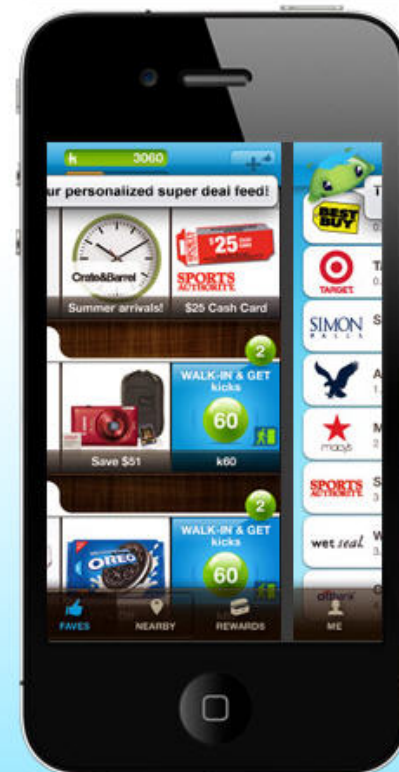 3060
ur personalized super deal feed!
Crate&Barrel
$25
SPORTS
AUTHORITY
Summer arrivals!
$25 Cash Card
BEST
BUY
TARGET
SIMON
MALLS
2
WALK-IN & GET
kicks
60
Save $51
k60
macy's
SPORTS
AUTHORITY
2
WALK-IN & GET
kicks
60
OREO
wet seal
citibank
FAVES
NEARBY
REWARDS
ME